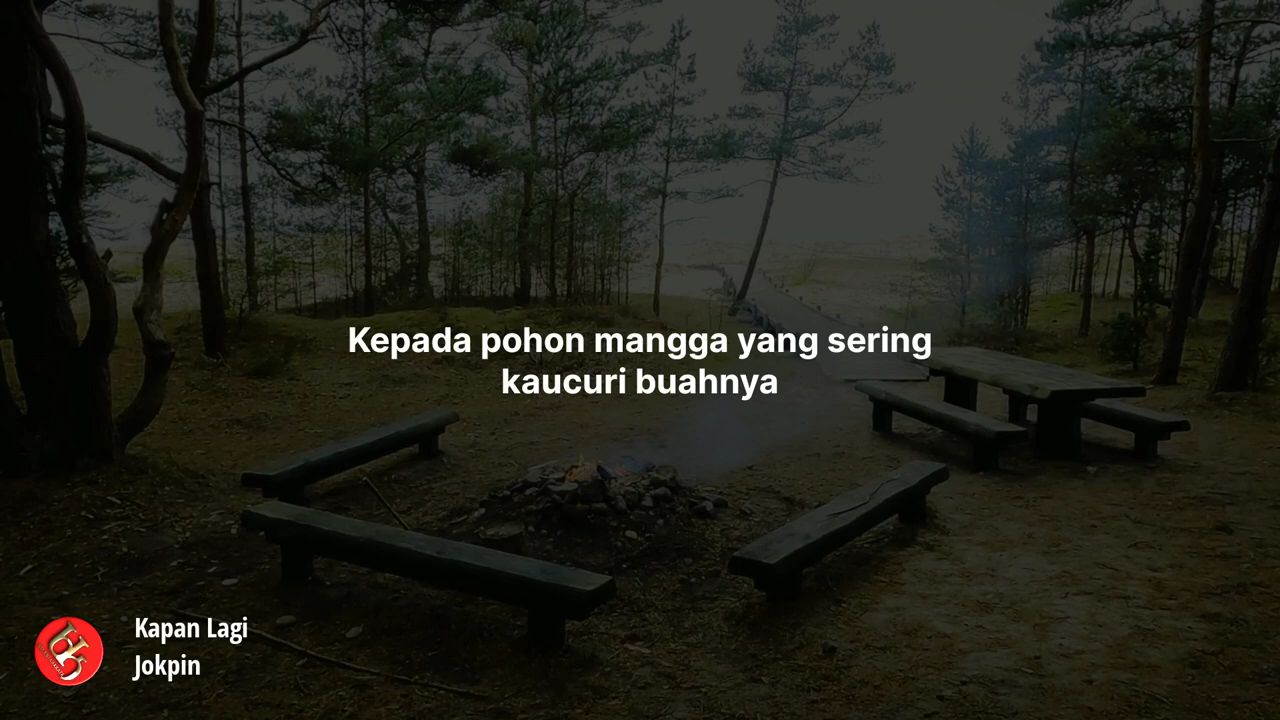 Kepada pohon mangga yang sering
kaucuri buahnya
Kapan Lagi
Jokpin